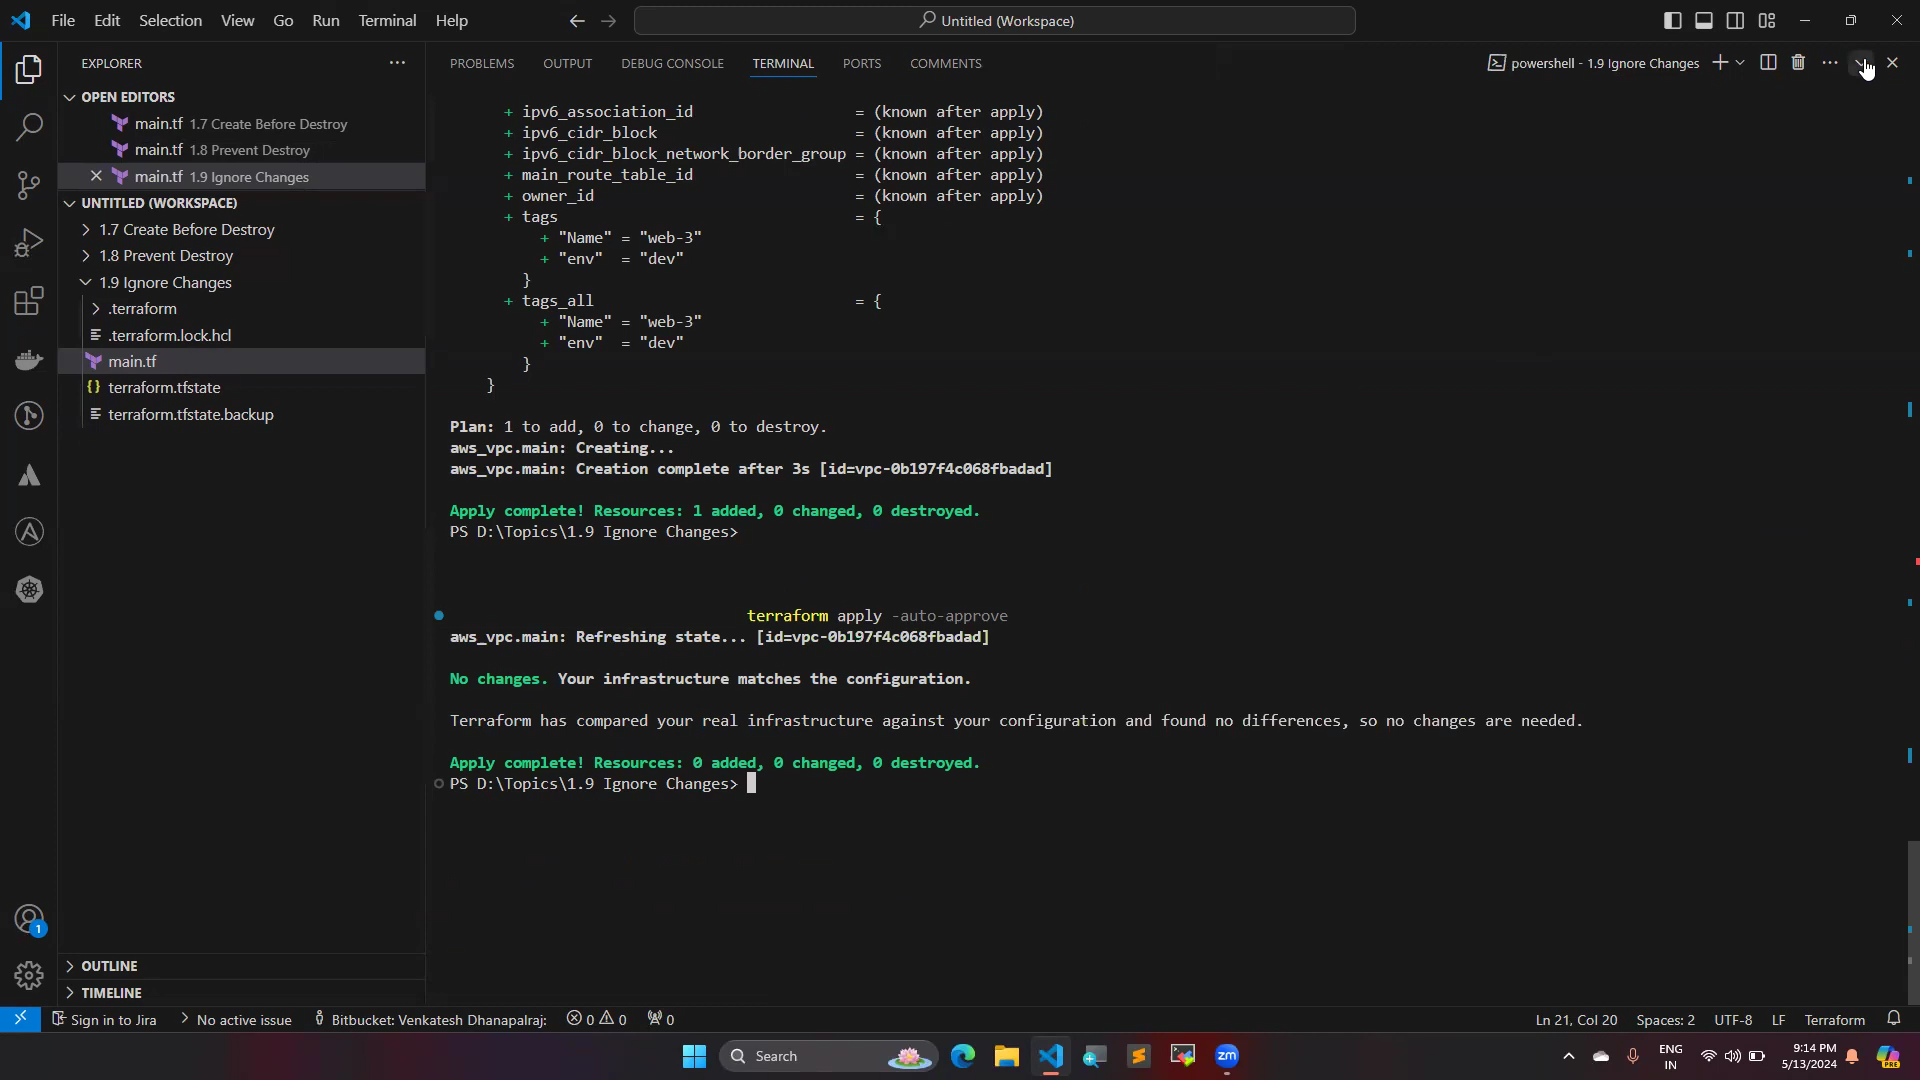 File Edit Selection View Go Run Terminal Help
Untitled (Workspace)
EXPLORER
OPEN EDITORS
main.tf 1.7 Create Before Destroy
main.tf 1.8 Prevent Destroy
main.tf 1.9 Ignore Changes
UNTITLED (WORKSPACE)
1.7 Create Before Destroy
1.8 Prevent Destroy
1.9 Ignore Changes
.terraform
.terraform.lock.hcl
main.tf
terraform.tfstate
terraform.tfstate.backup
OUTLINE
TIMELINE
1
PROBLEMS OUTPUT DEBUG CONSOLE TERMINAL PORTS COMMENTS
powershell - 1.9 Ignore Changes
+ ipv6_association_id = (known after apply)
+ ipv6_cidr_block = (known after apply)
+ ipv6_cidr_block_network_border_group = (known after apply)
+ main_route_table_id = (known after apply)
+ owner_id = (known after apply)
+ tags = {
+ "Name" = "web-3"
+ "env" = "dev"
}
+ tags_all = {
+ "Name" = "web-3"
+ "env" = "dev"
}
}
Plan: 1 to add, 0 to change, 0 to destroy.
aws_vpc.main: Creating...
aws_vpc.main: Creation complete after 3s [id=vpc-0b197f4c068fbadad]
Apply complete! Resources: 1 added, 0 changed, 0 destroyed.
PS D:\Topics\1.9 Ignore Changes>
terraform apply -auto-approve
aws_vpc.main: Refreshing state... [id=vpc-0b197f4c068fbadad]
No changes. Your infrastructure matches the configuration.
Terraform has compared your real infrastructure against your configuration and found no differences, so no changes are needed.
Apply complete! Resources: 0 added, 0 changed, 0 destroyed.
PS D:\Topics\1.9 Ignore Changes>
Sign in to Jira No active issue Bitbucket: Venkatesh Dhanapalraj: 0 0 0
Ln 21, Col 20 Spaces: 2 UTF-8 LF Terraform
Search
zm
ENG
IN
9:14 PM
5/13/2024
PRE